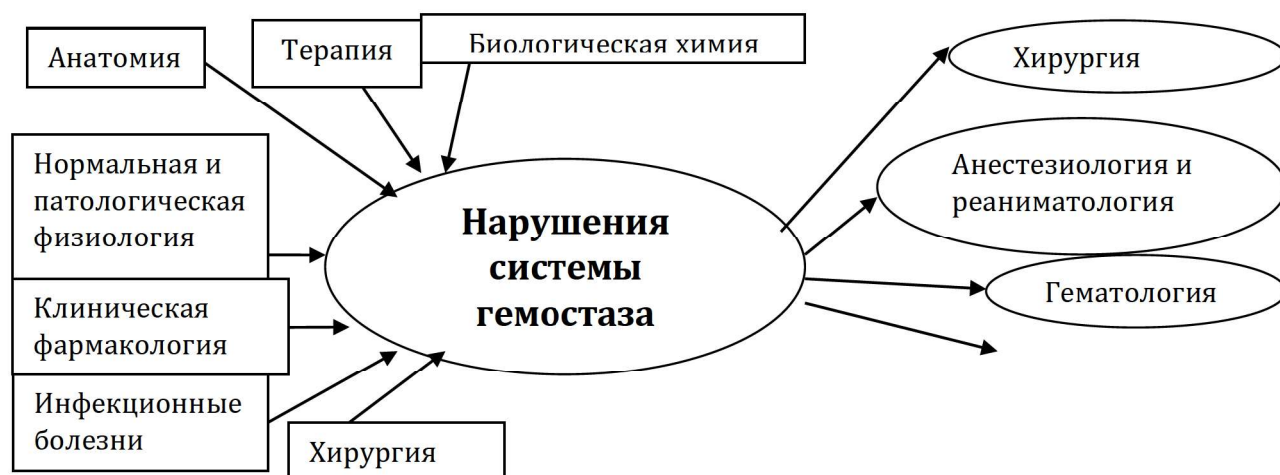 Анатомия
Терапия
Биологическая химия
Хирургия
Нормальная и
патологическая
физиология
Анестезиология и
реаниматология
Нарушения
системы
гемостаза
Клиническая
фармакология
Гематология
Инфекционные
болезни
Хирургия